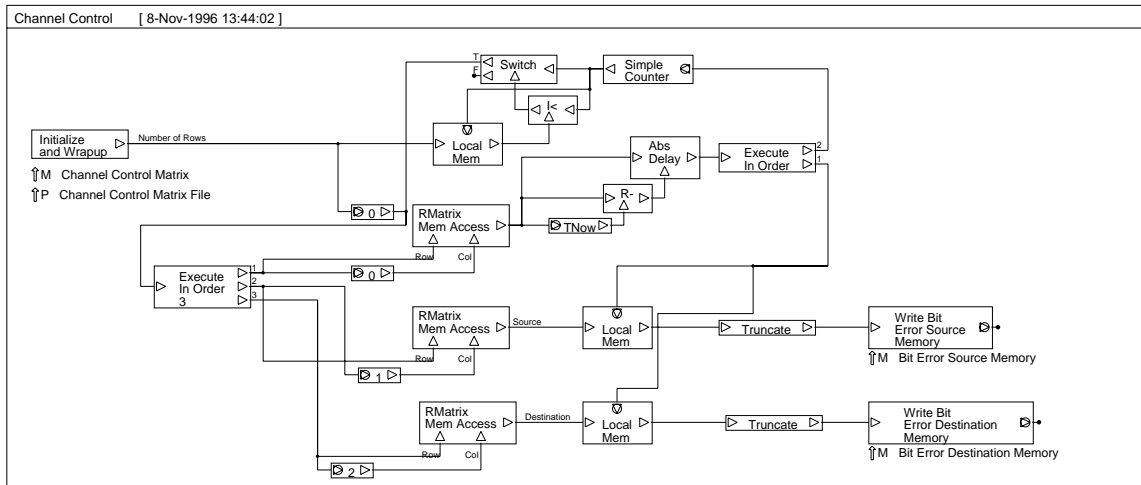 Channel Control [ 8-Nov-1996 13:44:02 ]
T
F
Switch
Simple
Counter
I<
Initialize
and Wrapup
Number of Rows
Local
Mem
Abs
Delay
Execute
In Order
2
1
⇑M Channel Control Matrix
⇑P Channel Control Matrix File
R-
0
RMatrix
Mem Access
TNow
Row
Col
Execute
In Order
3
1
2
3
0
RMatrix
Mem Access
Source
Local
Mem
Truncate
Write Bit
Error Source
Memory
Row
Col
⇑M Bit Error Source Memory
1
RMatrix
Mem Access
Destination
Local
Mem
Truncate
Write Bit
Error Destination
Memory
Row
Col
⇑M Bit Error Destination Memory
2